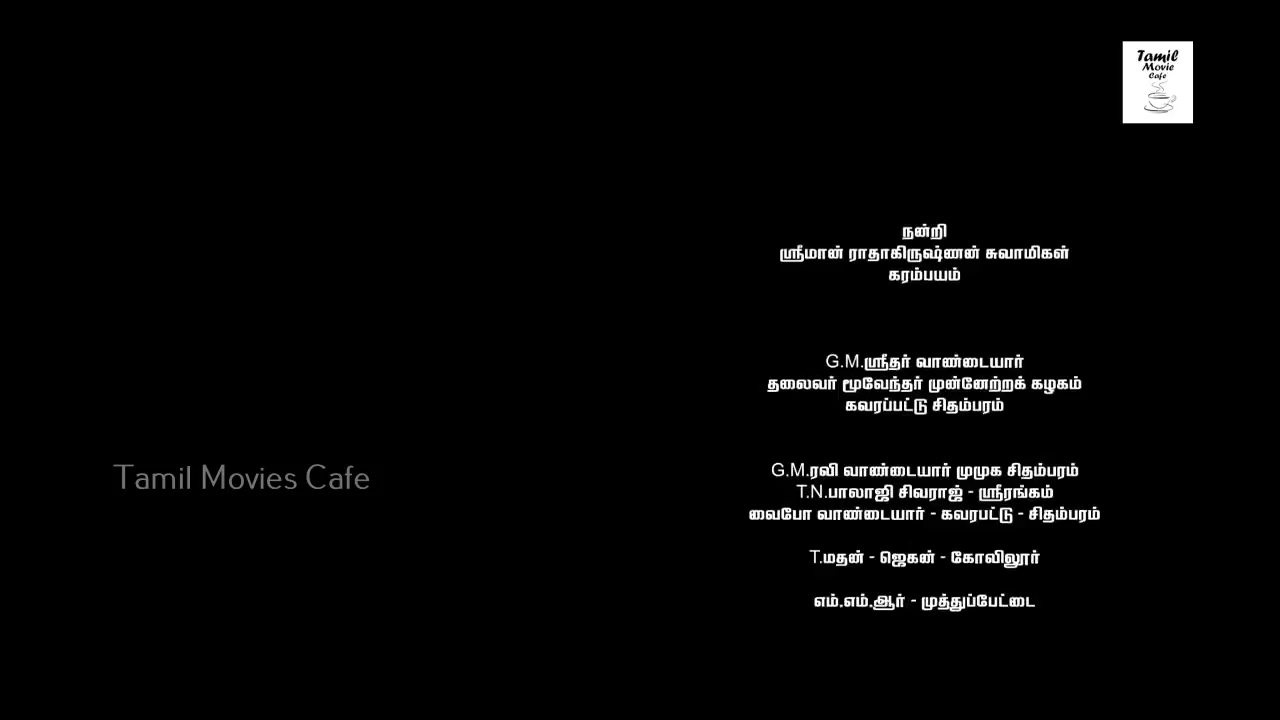 Tamil
Movie
Cafe
நன்றி
ஸ்ரீமான் ராதாகிருஷ்ணன் சுவாமிகள்
கரம்பயம்
G.M.ஸ்ரீதர் வாண்டையார்
தலைவர் மூவேந்தர் முன்னேற்றக் கழகம்
கவரப்பட்டு சிதம்பரம்
Tamil Movies Cafe
G.M.ரவி வாண்டையார் முமுக சிதம்பரம்
T.N.பாலாஜி சிவராஜ் - ஸ்ரீரங்கம்
வைபோ வாண்டையார் - கவரபட்டு - சிதம்பரம்
T.மதன் - ஜெகன் - கோவிலூர்
எம்.எம்.ஆர் - முத்துப்பேட்டை